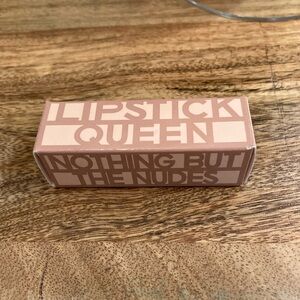 LIPSTICK
QUEEN
NOTHING BUT
THE NUDES